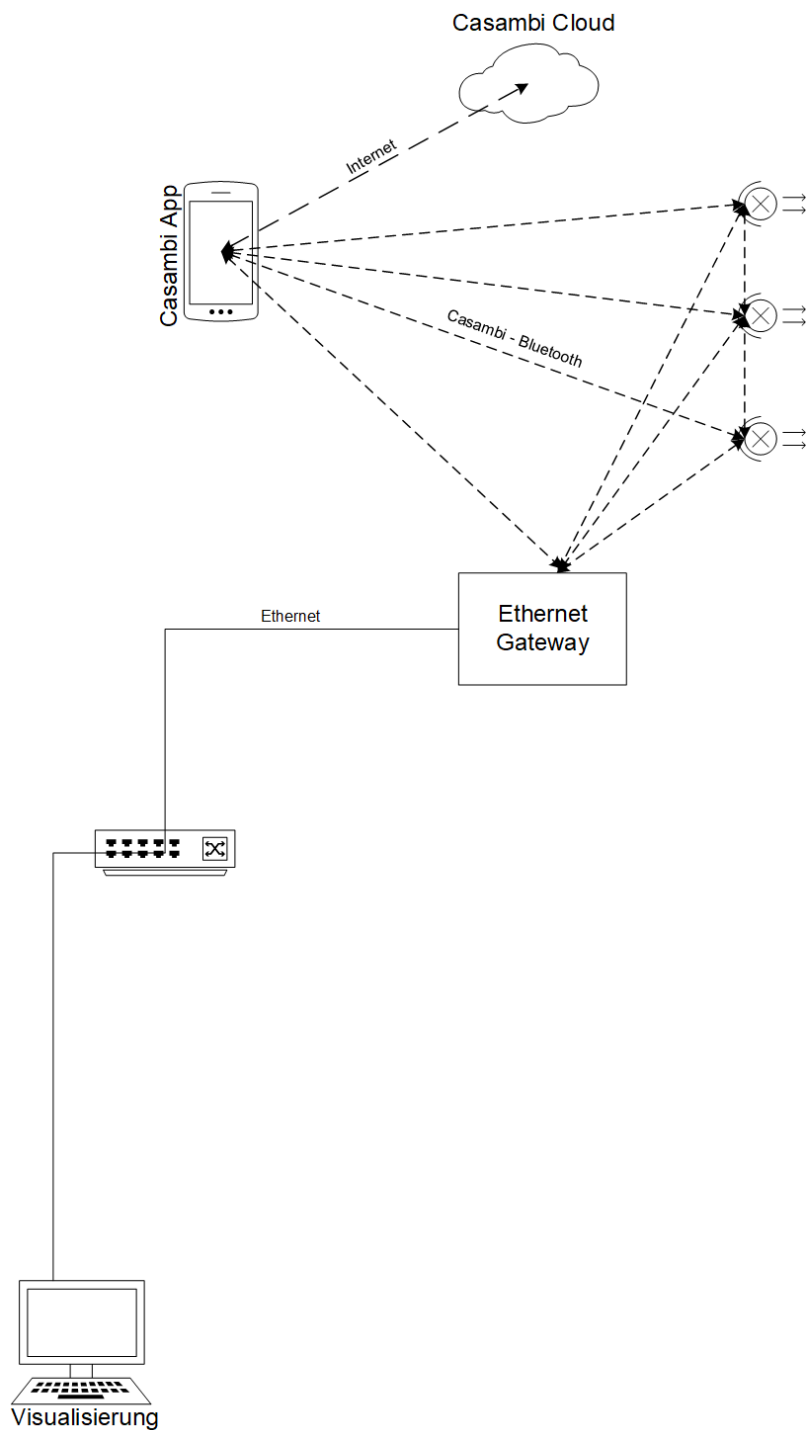 Casambi Cloud
Internet
Casambi App
Casambi - Bluetooth
Ethernet
Gateway
Ethernet
Visualisierung